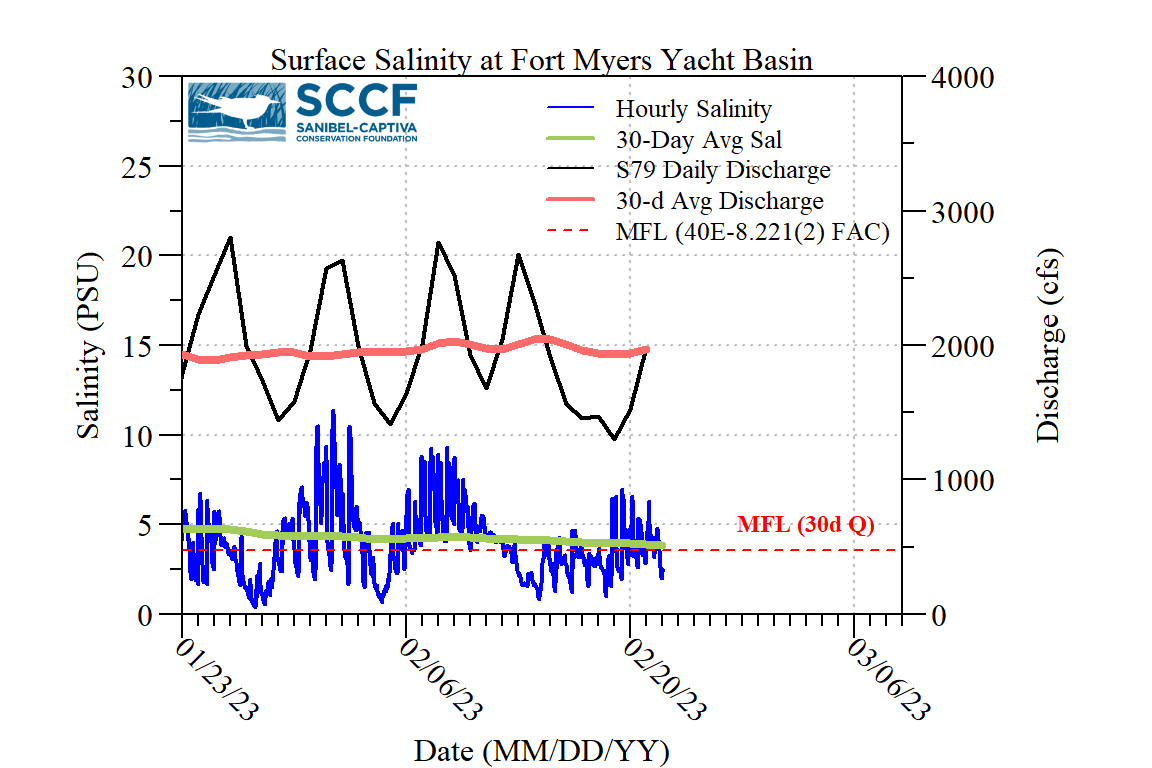 Surface Salinity at Fort Myers Yacht Basin
SCCF
SANIBEL-CAPTIVA
CONSERVATION FOUNDATION
Hourly Salinity
30-Day Avg Sal
S79 Daily Discharge
30-d Avg Discharge
MFL (40E-8.221(2) FAC)
30
25
20
15
10
5
0
Salinity (PSU)
4000
3000
2000
1000
0
Discharge (cfs)
MFL (30d Q)
01/23/23
02/06/23
02/20/23
03/06/23
Date (MM/DD/YY)